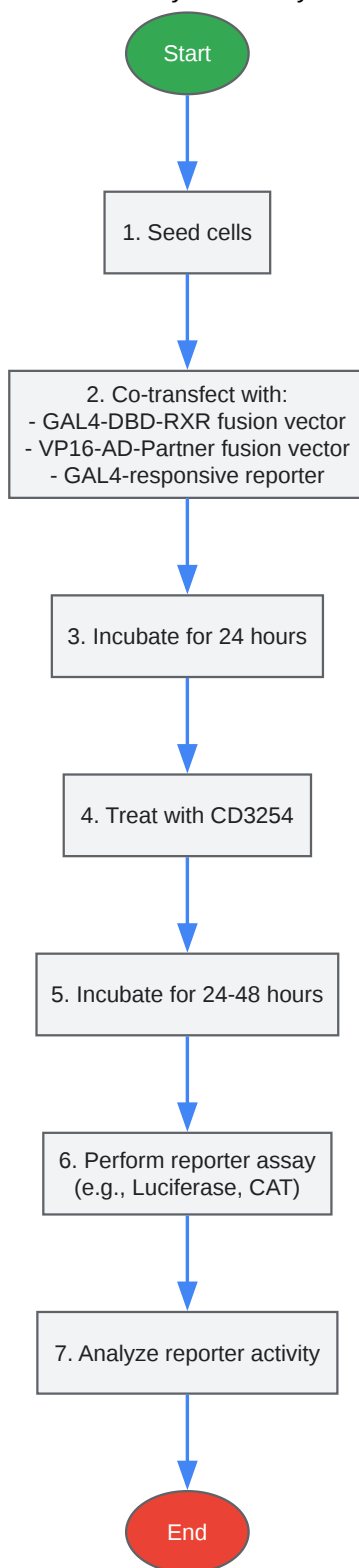 Start
1. Seed cells
2. Co-transfect with:
- GAL4-DBD-RXR fusion vector
- VP16-AD-Partner fusion vector
- GAL4-responsive reporter
3. Incubate for 24 hours
4. Treat with CD3254
5. Incubate for 24-48 hours
6. Perform reporter assay
(e.g., Luciferase, CAT)
7. Analyze reporter activity
End